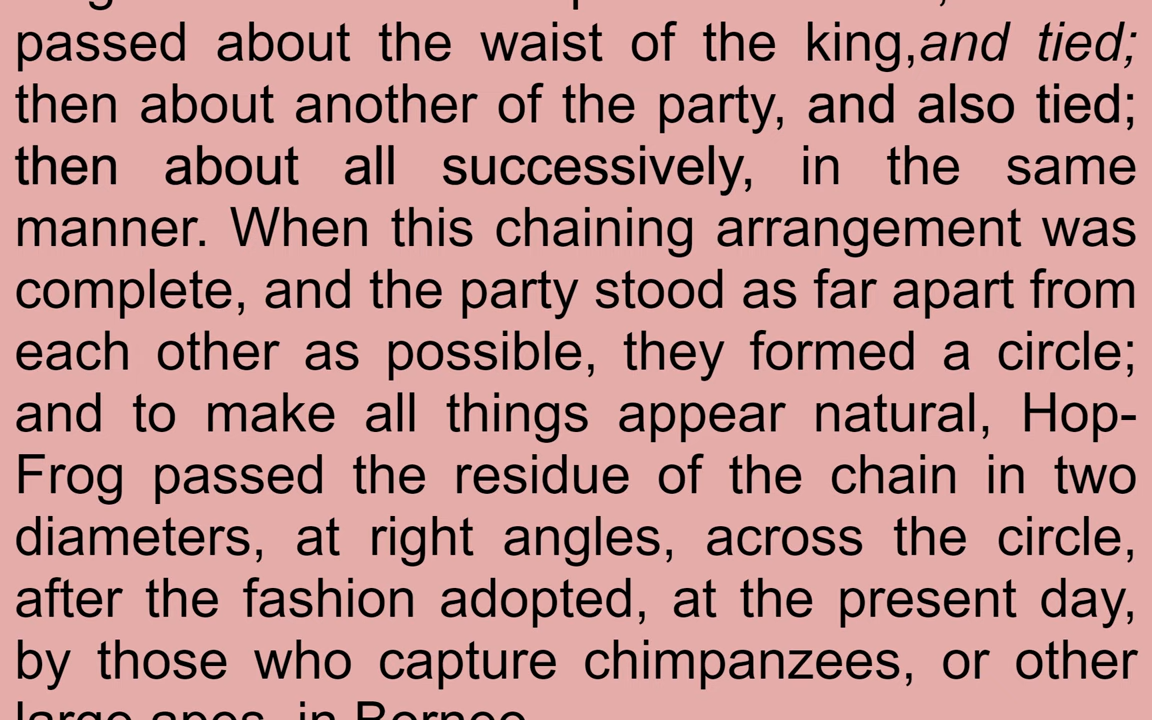 passed about the waist of the king,and tied;
then about another of the party, and also tied;
then about all successively, in the same
manner. When this chaining arrangement was
complete, and the party stood as far apart from
each other as possible, they formed a circle;
and to make all things appear natural, Hop-
Frog passed the residue of the chain in two
diameters, at right angles, across the circle,
after the fashion adopted, at the present day,
by those who capture chimpanzees, or other
large apes, in Borneo.